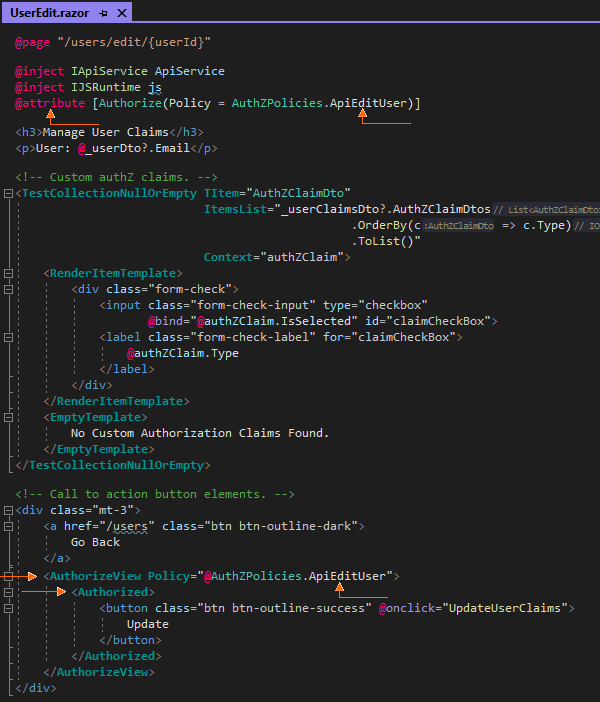 UserEdit.razor
@page "/users/edit/{userId}"
@inject IApiService ApiService
@inject IJSRuntime js
@attribute [Authorize(Policy = AuthZPolicies.ApiEditUser)]
<h3>Manage User Claims</h3>
<p>User: @_userDto?.Email</p>
<!-- Custom authZ claims. -->
<TestCollectionNullOrEmpty TItem="AuthZClaimDto"
ItemsList="_userClaimsDto?.AuthZClaimDtos // List<AuthZClaimDto>
.OrderBy(c :AuthZClaimDto => c.Type) // IO
.ToList()"
Context="authZClaim">
<RenderItemTemplate>
<div class="form-check">
<input class="form-check-input" type="checkbox"
@bind="@authZClaim.IsSelected" id="claimCheckBox">
<label class="form-check-label" for="claimCheckBox">
@authZClaim.Type
</label>
</div>
</RenderItemTemplate>
<EmptyTemplate>
No Custom Authorization Claims Found.
</EmptyTemplate>
</TestCollectionNullOrEmpty>
<!-- Call to action button elements. -->
<div class="mt-3">
<a href="/users" class="btn btn-outline-dark">
Go Back
</a>
<AuthorizeView Policy="@AuthZPolicies.ApiEditUser">
<Authorized>
<button class="btn btn-outline-success" @onclick="UpdateUserClaims">
Update
</button>
</Authorized>
</AuthorizeView>
</div>